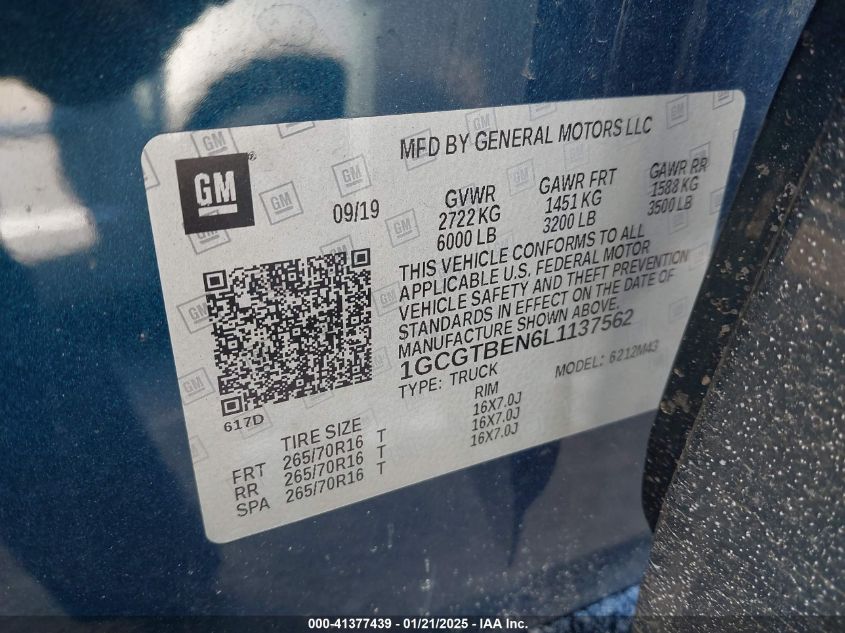 MFD BY GENERAL MOTORS LLC
GM
®
09/19
GVWR
2722 KG
6000 LB
GAWR FRT
1451 KG
3200 LB
GAWR RR
1588 KG
3500 LB
THIS VEHICLE CONFORMS TO ALL
APPLICABLE U.S. FEDERAL MOTOR
VEHICLE SAFETY AND THEFT PREVENTION
STANDARDS IN EFFECT ON THE DATE OF
MANUFACTURE SHOWN ABOVE.
1GCGTBEN6L1137562
TYPE: TRUCK
MODEL: 6212M43
617D
TIRE SIZE
RIM
FRT 265/70R16 T 16X7.0J
RR 265/70R16 T 16X7.0J
SPA 265/70R16 T 16X7.0J
000-41377439 - 01/21/2025 - IAA Inc.